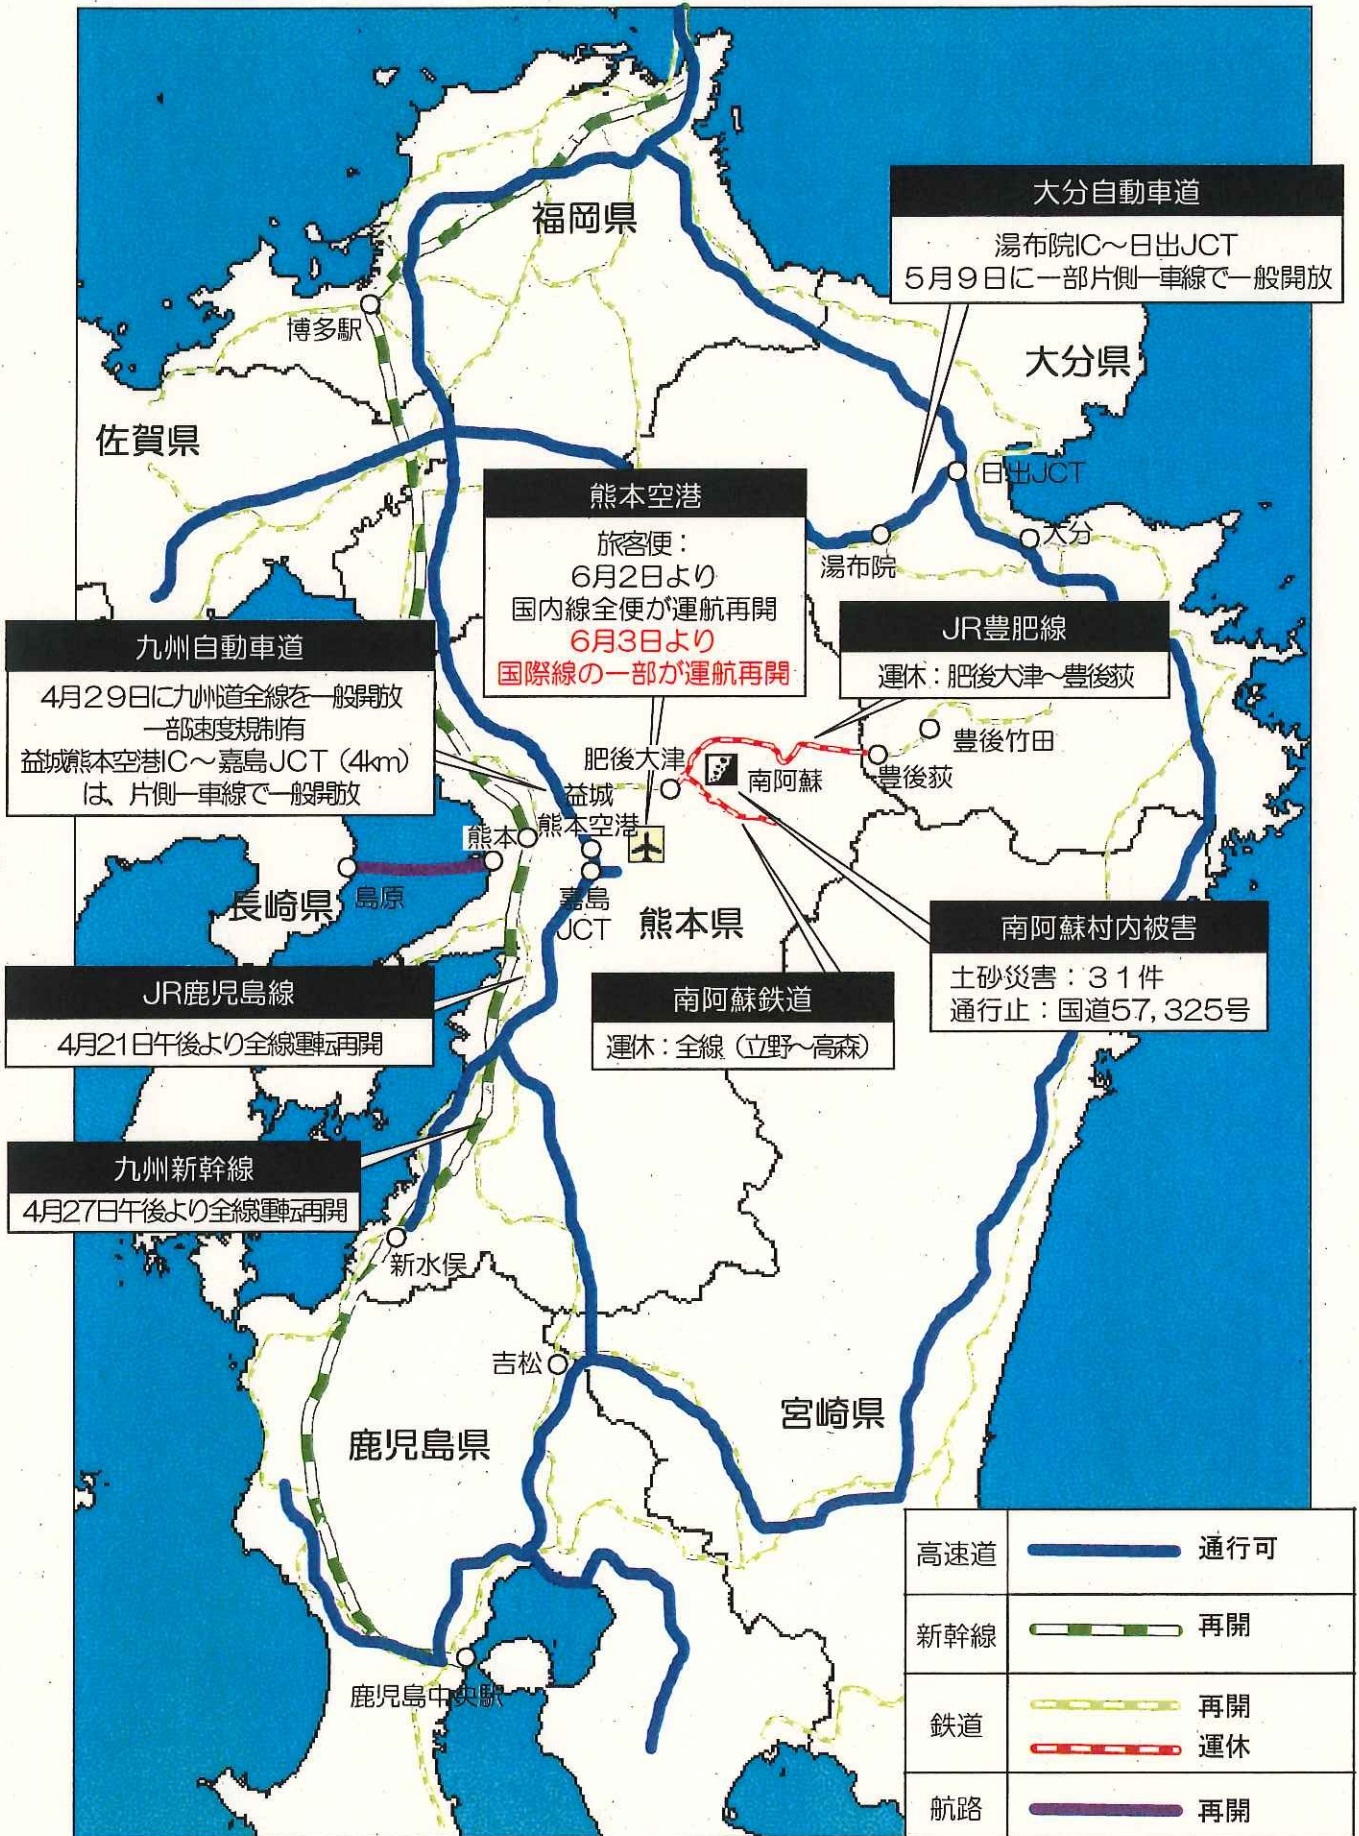 福岡県
大分自動車道
湯布院IC～日出JCT
5月9日に一部片側一車線で一般開放
博多駅
大分県
佐賀県
日出JCT
熊本空港
旅客便：
6月2日より
国内線全便が運航再開
6月3日より
国際線の一部が運航再開
大分
湯布院
JR豊肥線
運休：肥後大津～豊後荻
九州自動車道
4月29日に九州道全線を一般開放
一部速度規制有
益城熊本空港IC～嘉島JCT（4km）
は、片側一車線で一般開放
豊後竹田
豊後荻
肥後大津
南阿蘇
益城
熊本空港
熊本
島原
長崎県
嘉島
JCT
熊本県
南阿蘇村内被害
土砂災害：31件
通行止：国道57,325号
JR鹿児島線
4月21日午後より全線運転再開
南阿蘇鉄道
運休：全線（立野～高森）
九州新幹線
4月27日午後より全線運転再開
新水俣
吉松
宮崎県
鹿児島県
鹿児島中央駅
高速道 通行可
新幹線 再開
鉄道 再開
運休
航路 再開